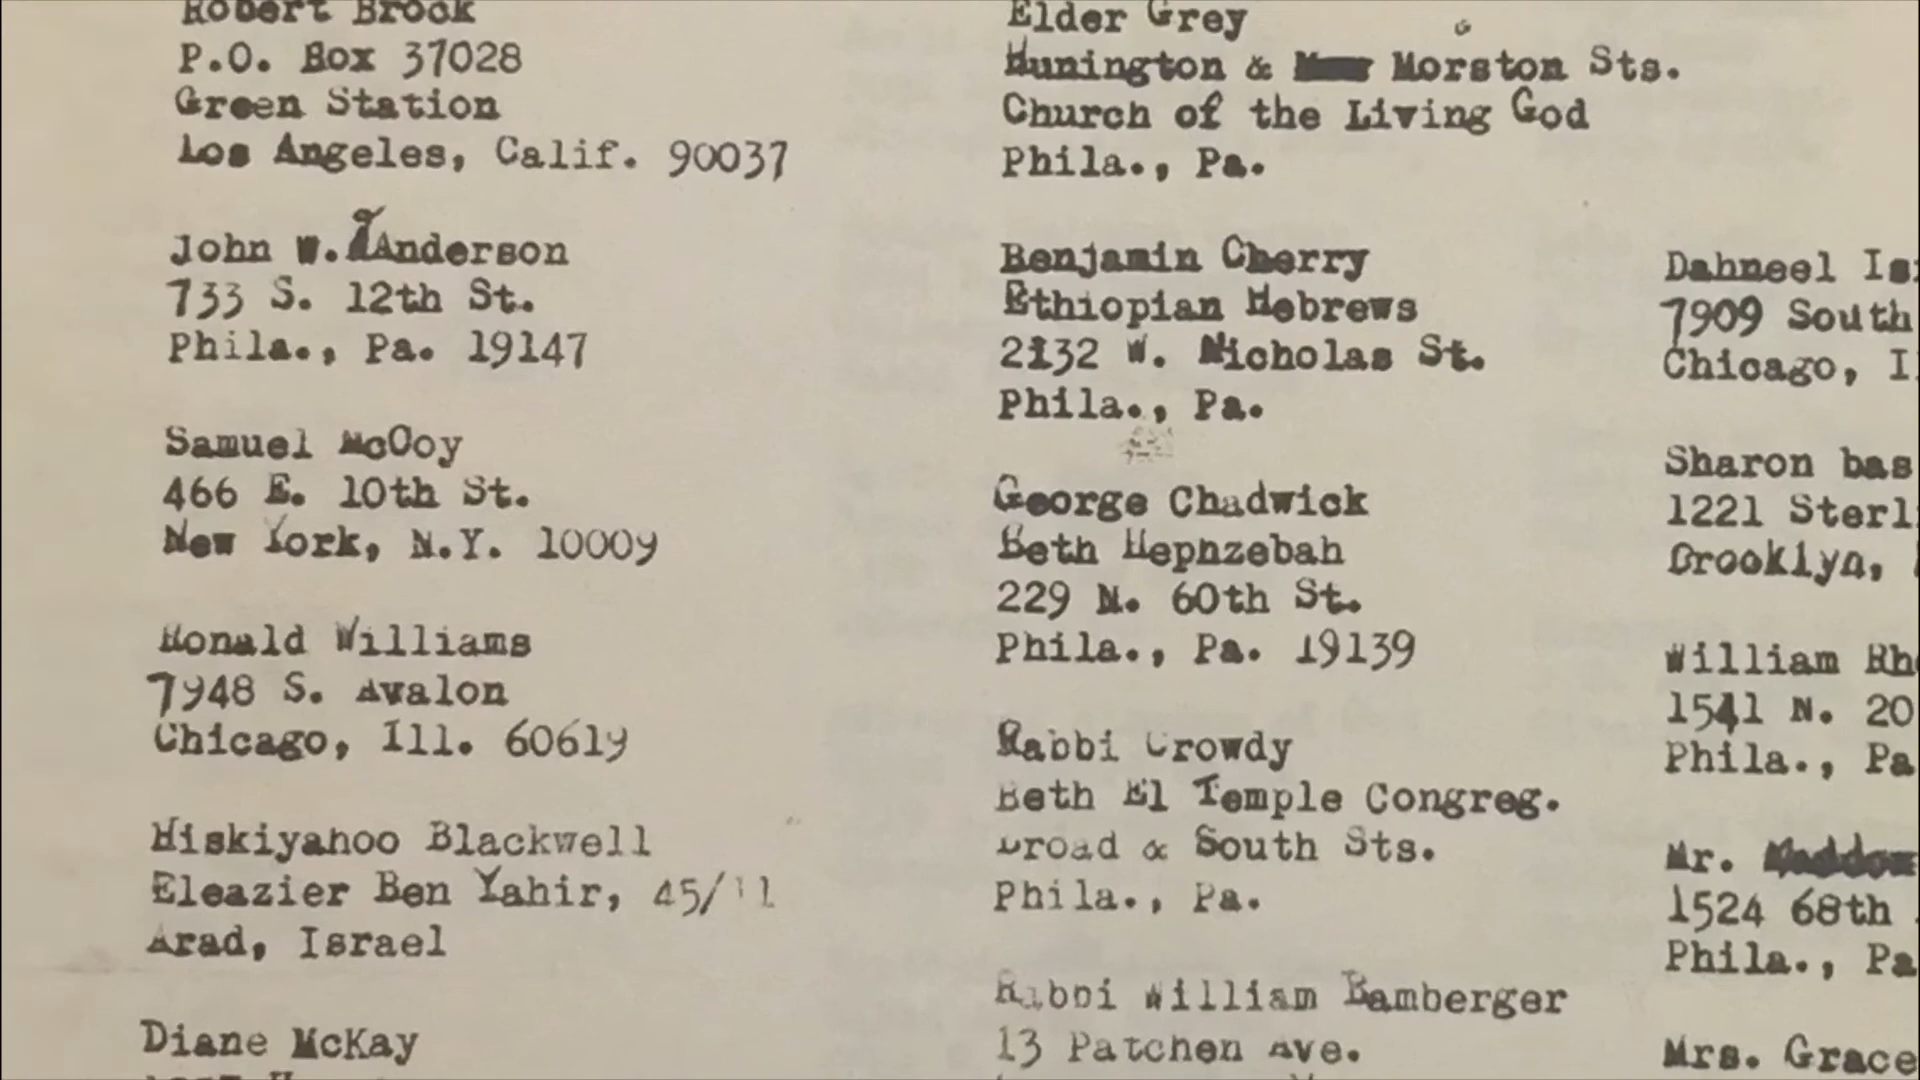 Robert Brock
P.O. Box 37028
Green Station
Los Angeles, Calif. 90037
John W. Anderson
733 S. 12th St.
Phila., Pa. 19147
Samuel McCoy
466 E. 10th St.
New York, N.Y. 10009
Ronald Williams
7948 S. Avalon
Chicago, Ill. 60619
Hiskiyahoo Blackwell
Eleazier Ben Yahir, 45/11
Arad, Israel
Diane McKay
Elder Grey
Hunington & Morston Sts.
Church of the Living God
Phila., Pa.
Benjamin Cherry
Ethiopian Hebrews
2132 W. Nicholas St.
Phila., Pa.
George Chadwick
Beth Hephzebah
229 N. 60th St.
Phila., Pa. 19139
Rabbi Crowdy
Beth El Temple Congreg.
Broad & South Sts.
Phila., Pa.
Rabbi William Bamberger
13 Patchen Ave.
Dahneel Is
7909 South
Chicago, I
Sharon bas
1221 Sterl
Brooklyn,
William Rh
1541 N. 20
Phila., Pa
Mr.
1524 68th
Phila., Pa
Mrs. Grace